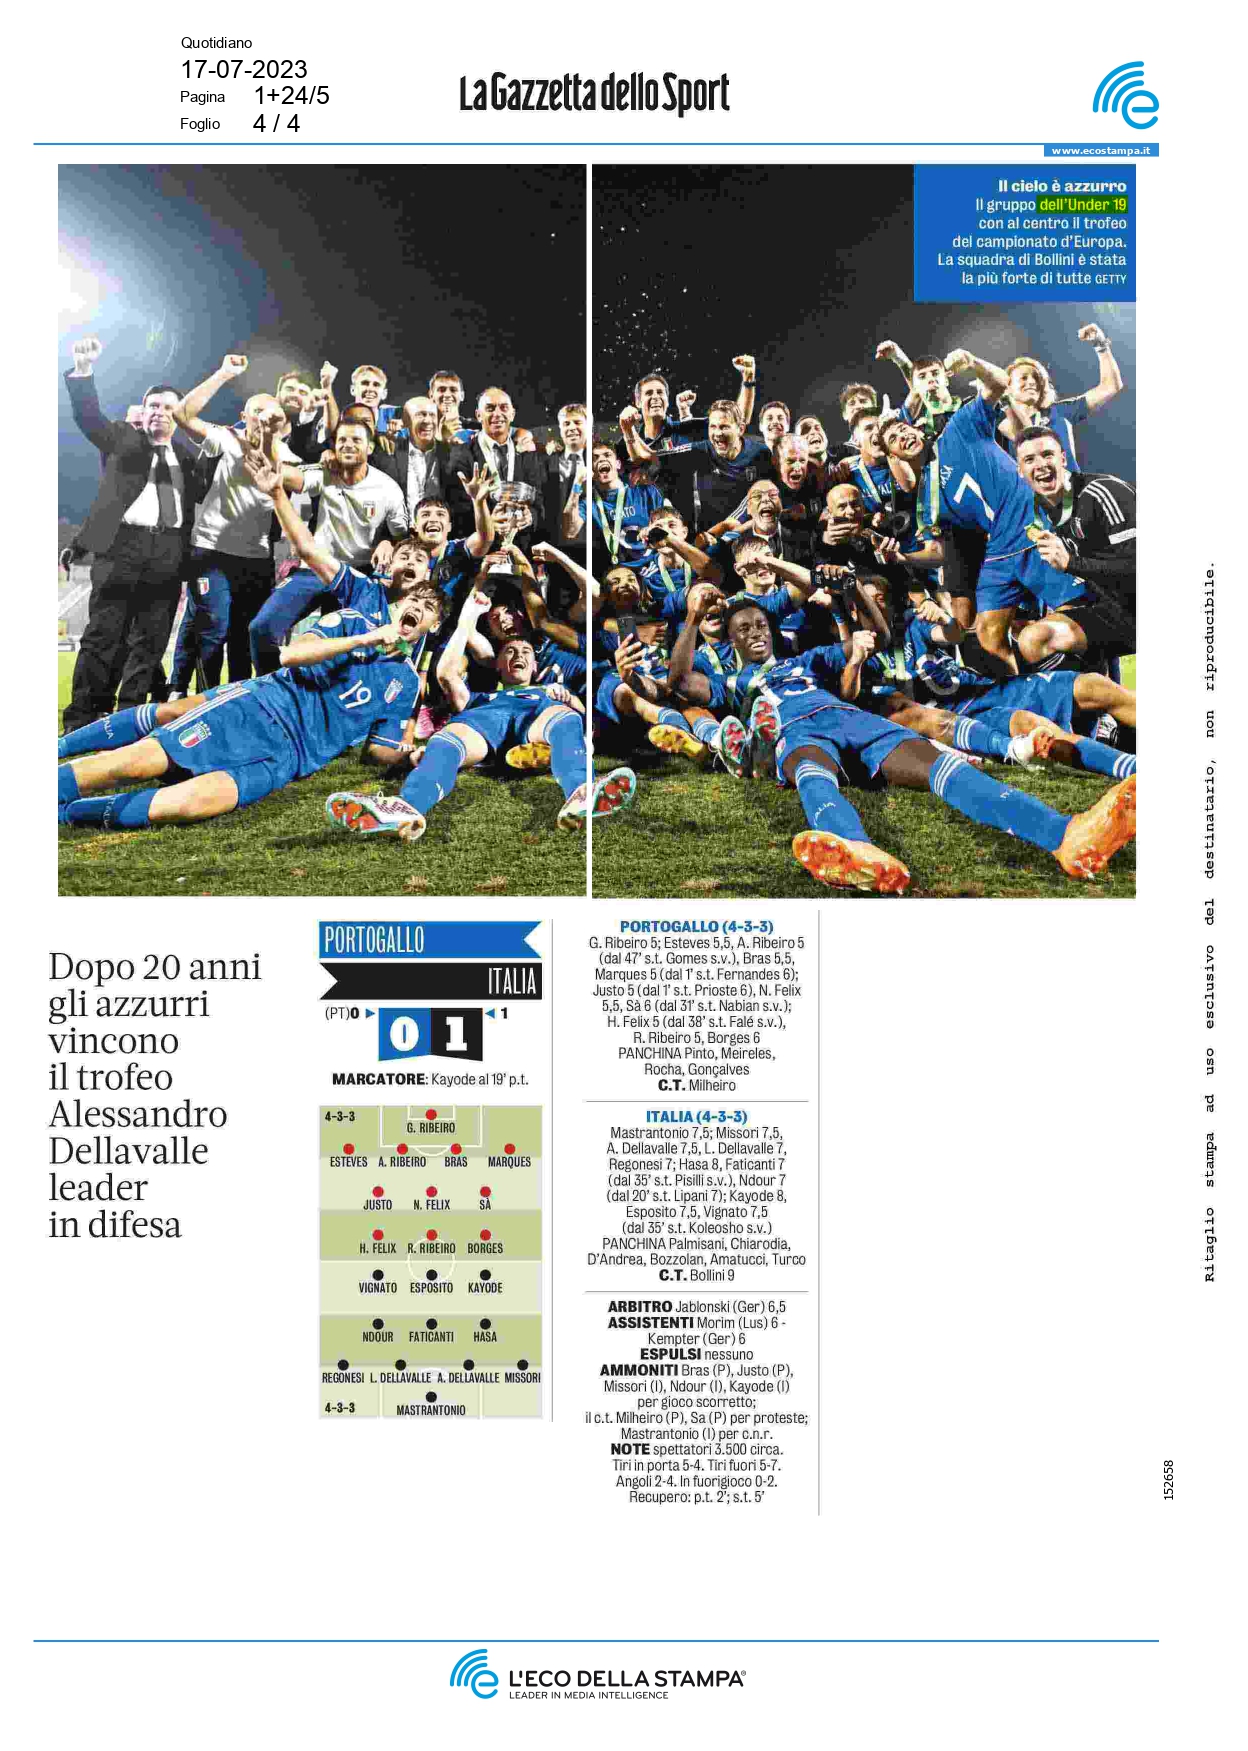 Quotidiano
17-07-2023
Pagina 1+24/5
Foglio 4 / 4
La Gazzetta dello Sport
www.ecostampa.it
Il cielo è azzurro
Il gruppo dell'Under 19
con al centro il trofeo
del campionato d'Europa.
La squadra di Bollini è stata
la più forte di tutte GETTY
19
7
13
Dopo 20 anni
gli azzurri
vincono
il trofeo
Alessandro
Dellavalle
leader
in difesa
PORTOGALLO
ITALIA
(PT)0 ▶ 0 1 ◀ 1
MARCATORE: Kayode al 19' p.t.
4-3-3
G. RIBEIRO
ESTEVES A. RIBEIRO BRAS MARQUES
JUSTO N. FELIX SÀ
H. FELIX R. RIBEIRO BORGES
VIGNATO ESPOSITO KAYODE
NDOUR FATICANTI HASA
REGONESI L. DELLAVALLE A. DELLAVALLE MISSORI
4-3-3 MASTRANTONIO
PORTOGALLO (4-3-3)
G. Ribeiro 5; Esteves 5,5, A. Ribeiro 5
(dal 47' s.t. Gomes s.v.), Bras 5,5,
Marques 5 (dal 1' s.t. Fernandes 6);
Justo 5 (dal 1' s.t. Prioste 6), N. Felix
5,5, Sà 6 (dal 31' s.t. Nabian s.v.);
H. Felix 5 (dal 38' s.t. Falé s.v.),
R. Ribeiro 5, Borges 6
PANCHINA Pinto, Meireles,
Rocha, Gonçalves
C.T. Milheiro
ITALIA (4-3-3)
Mastrantonio 7,5; Missori 7,5,
A. Dellavalle 7,5, L. Dellavalle 7,
Regonesi 7; Hasa 8, Faticanti 7
(dal 35' s.t. Pisilli s.v.), Ndour 7
(dal 20' s.t. Lipani 7); Kayode 8,
Esposito 7,5, Vignato 7,5
(dal 35' s.t. Koleosho s.v.)
PANCHINA Palmisani, Chiarodia,
D'Andrea, Bozzolan, Amatucci, Turco
C.T. Bollini 9
ARBITRO Jablonski (Ger) 6,5
ASSISTENTI Morim (Lus) 6 -
Kempter (Ger) 6
ESPULSI nessuno
AMMONITI Bras (P), Justo (P),
Missori (I), Ndour (I), Kayode (I)
per gioco scorretto;
il c.t. Milheiro (P), Sa (P) per proteste;
Mastrantonio (I) per c.n.r.
NOTE spettatori 3.500 circa.
Tiri in porta 5-4. Tiri fuori 5-7.
Angoli 2-4. In fuorigioco 0-2.
Recupero: p.t. 2'; s.t. 5'
Ritaglio stampa ad uso esclusivo del destinatario, non riproducibile.
152658
L'ECO DELLA STAMPA®
LEADER IN MEDIA INTELLIGENCE